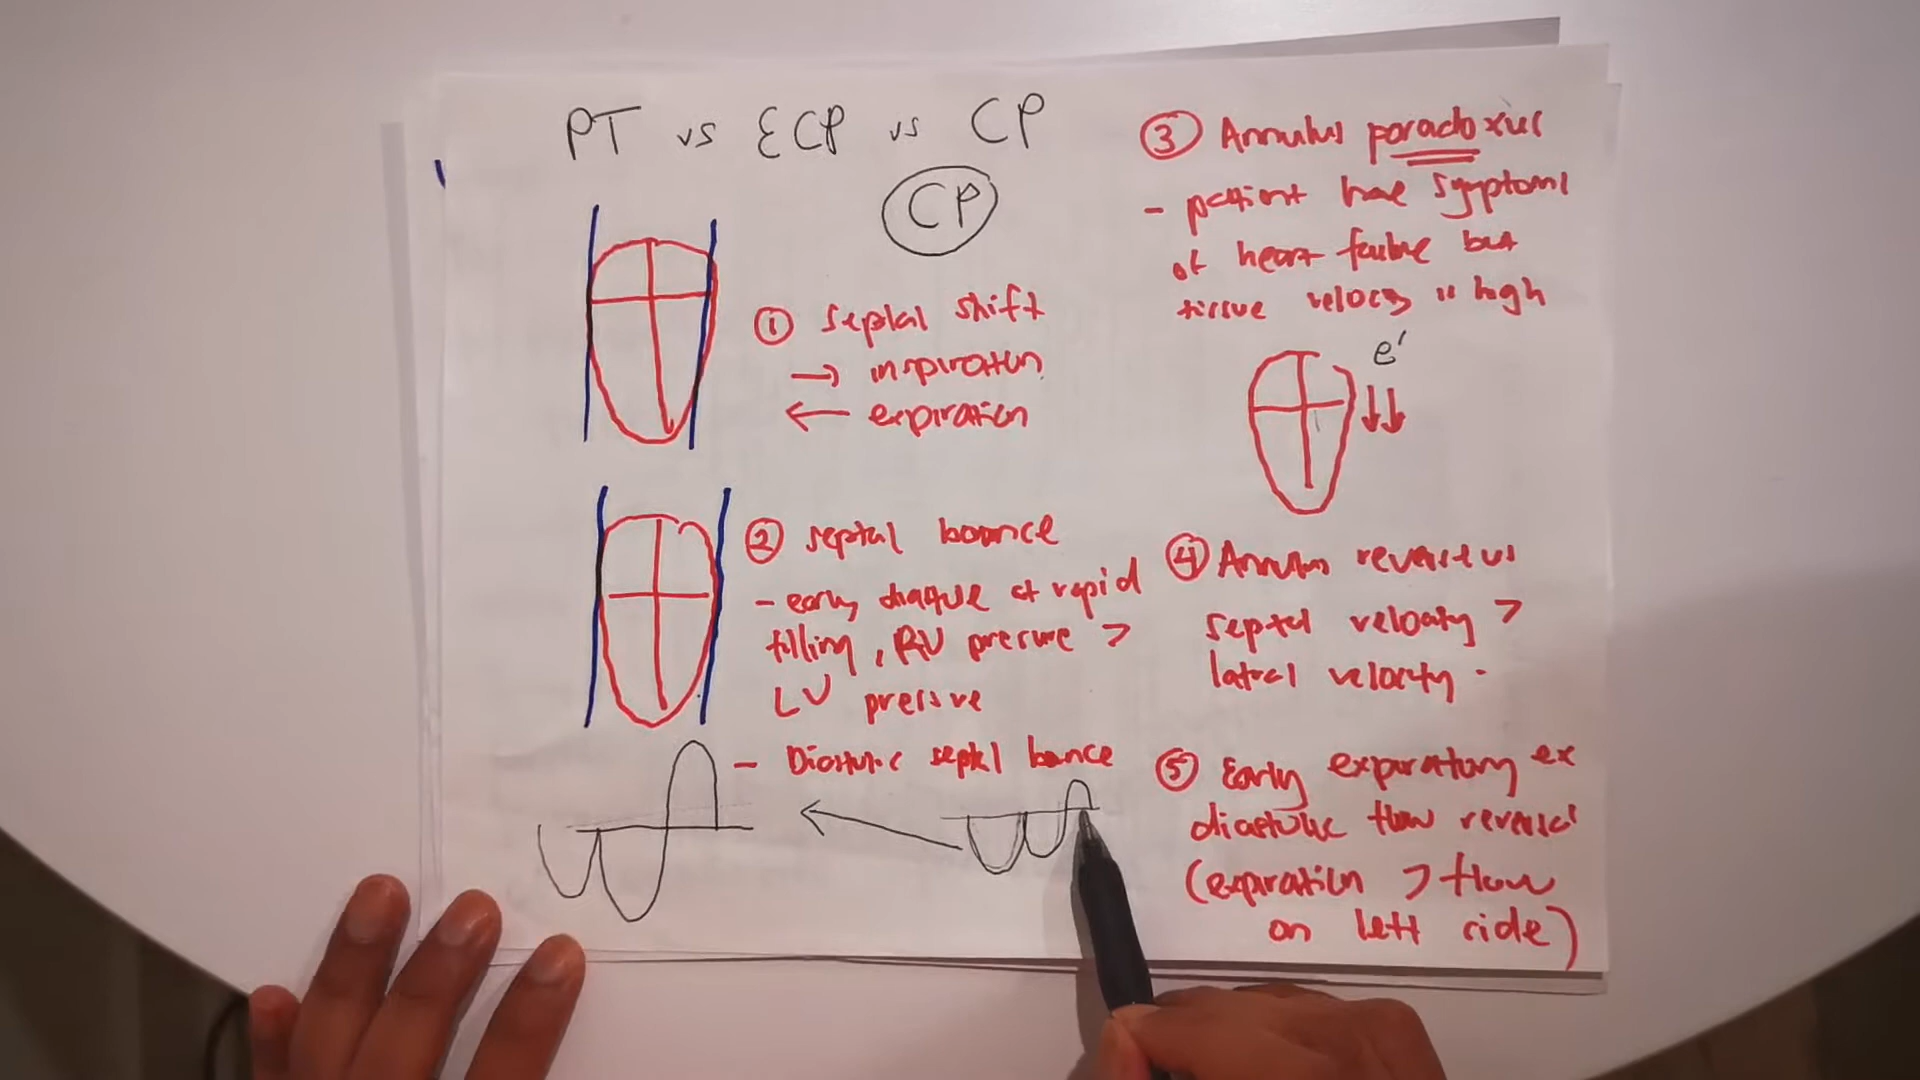 PT vs ECP vs CP
CP
① septal shift
→ inspiration
← expiration
② septal bounce
- early diastole at rapid
filling, RV pressure >
LV pressure
- Diastolic septal bounce
③ Annulus paradoxus
- patient have symptoms
of heart failure but
tissue velocity is high
e'
④ Annulus reversus
septal velocity >
lateral velocity.
⑤ Early expiratory ex
diastolic flow reversal
(expiration > flow
on left side)